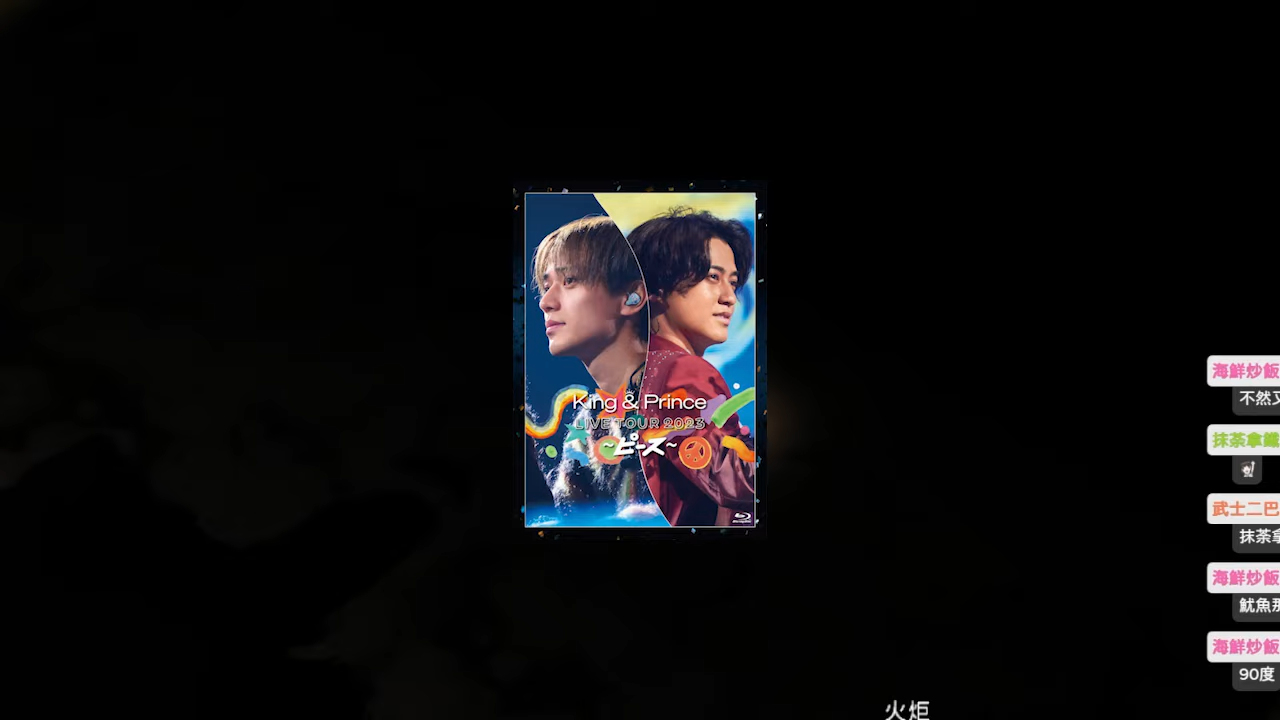 King & Prince
LIVE TOUR 2023
~ピース~
海鮮炒飯
不然
抹茶拿鐵
武士二巴
抹茶拿
海鮮炒飯
魷魚
海鮮炒飯
90度
火炬